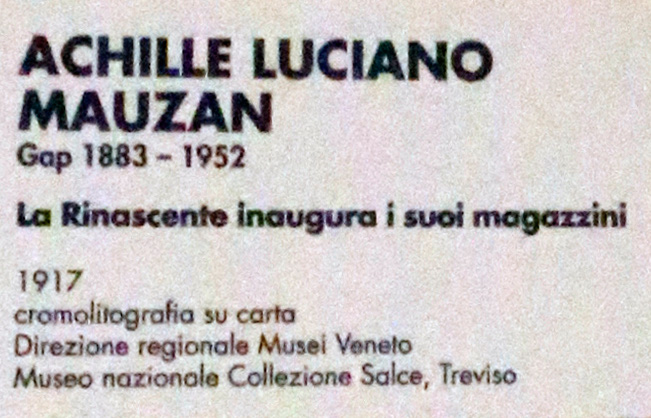 ACHILLE LUCIANO
MAUZAN
Gap 1883 – 1952
La Rinascente inaugura i suoi magazzini
1917
cromolitografia su carta
Direzione regionale Musei Veneto
Museo nazionale Collezione Salce, Treviso